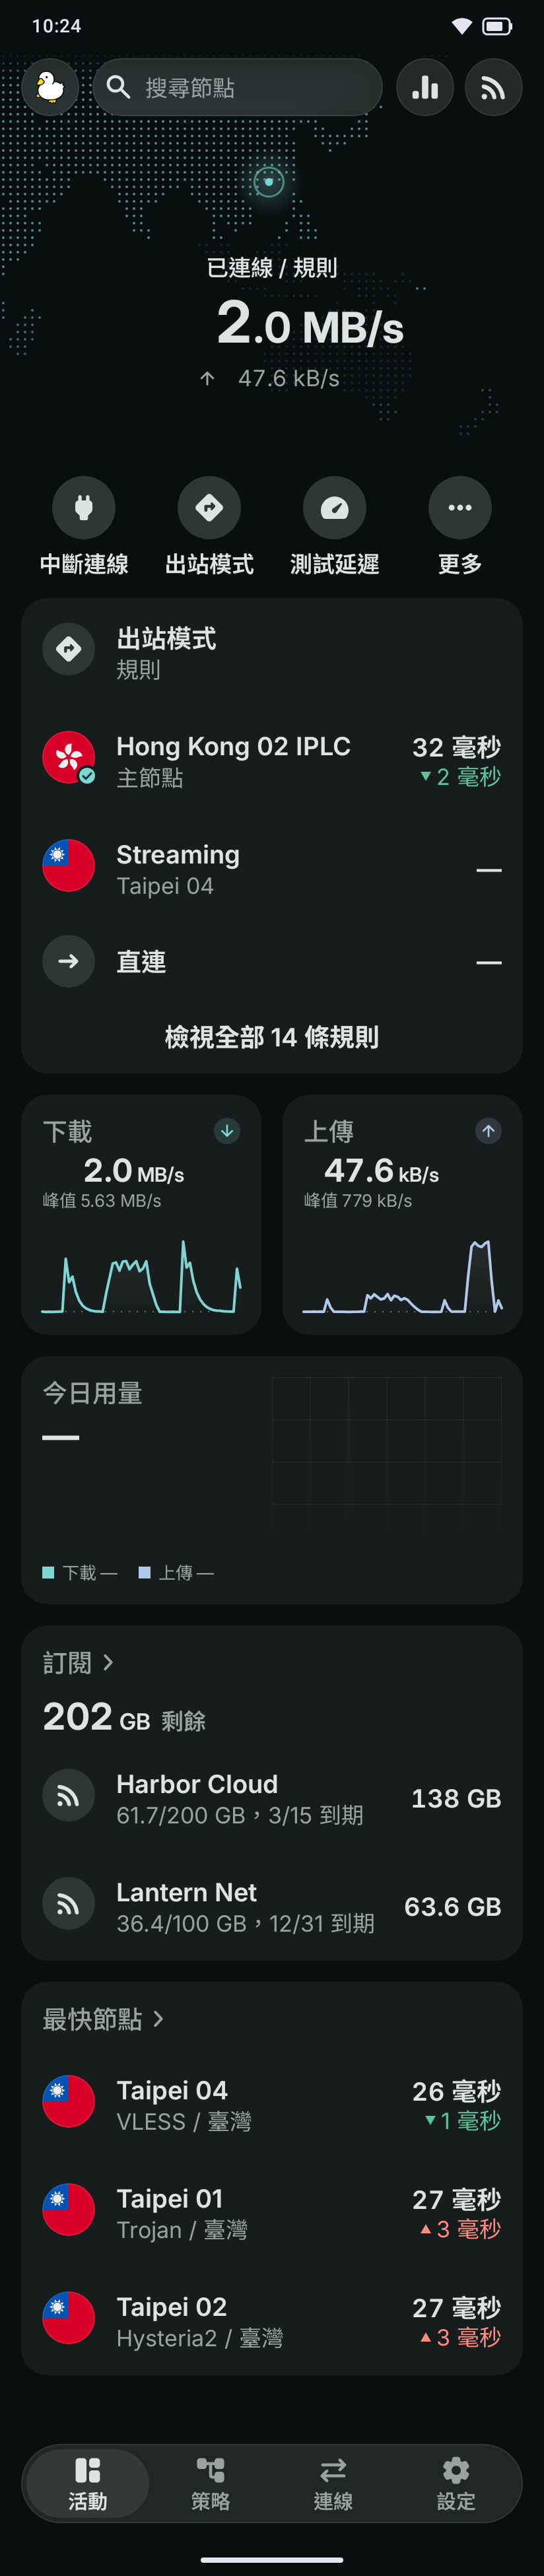 10:24
搜尋節點
已連線 / 規則
2.0 MB/s
47.6 kB/s
中斷連線 出站模式 測試延遲 更多
出站模式
規則
Hong Kong 02 IPLC 32 毫秒
主節點 ▼2 毫秒
Streaming —
Taipei 04
直連 —
檢視全部 14 條規則
下載 上傳
2.0 MB/s 47.6 kB/s
峰值 5.63 MB/s 峰值 779 kB/s
今日用量
—
下載 — 上傳 —
訂閱
202 GB 剩餘
Harbor Cloud 138 GB
61.7/200 GB，3/15 到期
Lantern Net 63.6 GB
36.4/100 GB，12/31 到期
最快節點
Taipei 04 26 毫秒
VLESS / 臺灣 ▼1 毫秒
Taipei 01 27 毫秒
Trojan / 臺灣 ▲3 毫秒
Taipei 02 27 毫秒
Hysteria2 / 臺灣 ▲3 毫秒
活動 策略 連線 設定